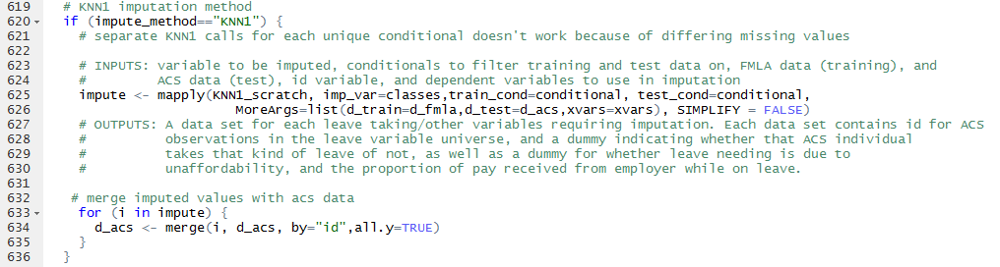 619 # KNN1 imputation method
620 if (impute_method=="KNN1") {
621 # separate KNN1 calls for each unique conditional doesn't work because of differing missing values
622
623 # INPUTS: variable to be imputed, conditionals to filter training and test data on, FMLA data (training), and
624 # ACS data (test), id variable, and dependent variables to use in imputation
625 impute <- mapply(KNN1_scratch, imp_var=classes,train_cond=conditional, test_cond=conditional,
626 MoreArgs=list(d_train=d_fmla,d_test=d_acs,xvars=xvars), SIMPLIFY = FALSE)
627 # OUTPUTS: A data set for each leave taking/other variables requiring imputation. Each data set contains id for ACS
628 # observations in the leave variable universe, and a dummy indicating whether that ACS individual
629 # takes that kind of leave of not, as well as a dummy for whether leave needing is due to
630 # unaffordability, and the proportion of pay received from employer while on leave.
631
632 # merge imputed values with acs data
633 for (i in impute) {
634 d_acs <- merge(i, d_acs, by="id",all.y=TRUE)
635 }
636 }